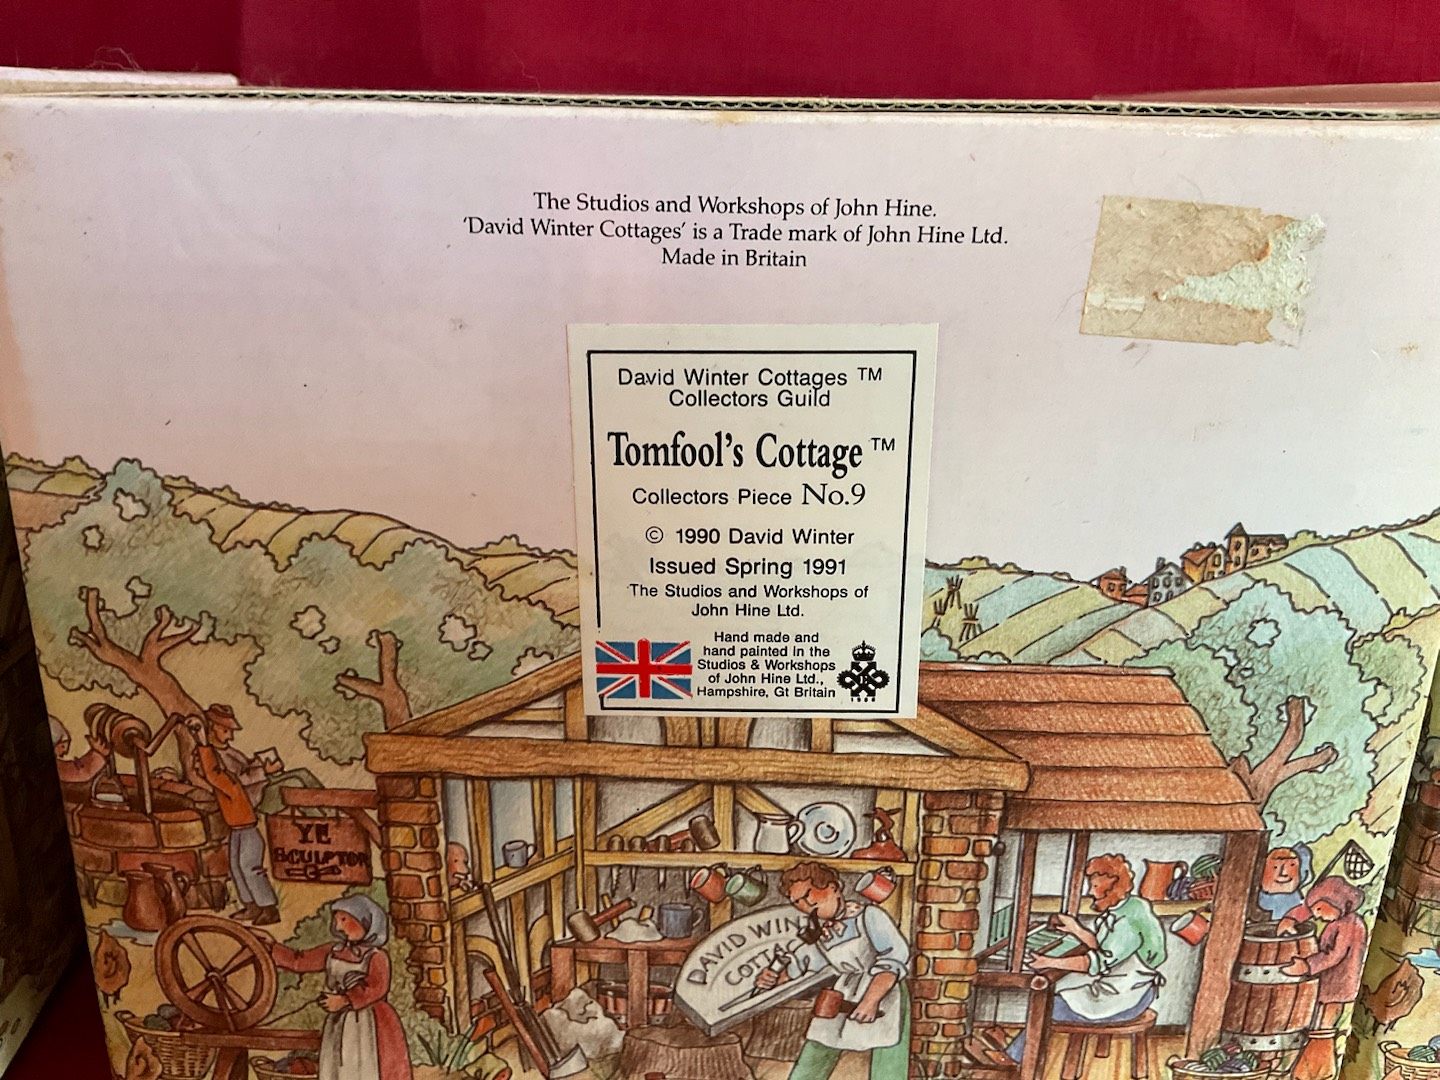 The Studios and Workshops of John Hine.
'David Winter Cottages' is a Trade mark of John Hine Ltd.
Made in Britain
David Winter Cottages ™
Collectors Guild
Tomfool's Cottage ™
Collectors Piece No.9
© 1990 David Winter
Issued Spring 1991
The Studios and Workshops of
John Hine Ltd.
Hand made and
hand painted in the
Studios & Workshops
of John Hine Ltd.,
Hampshire, Gt Britain
YE
SCULPTOR
DAVID WIN
COTTAG